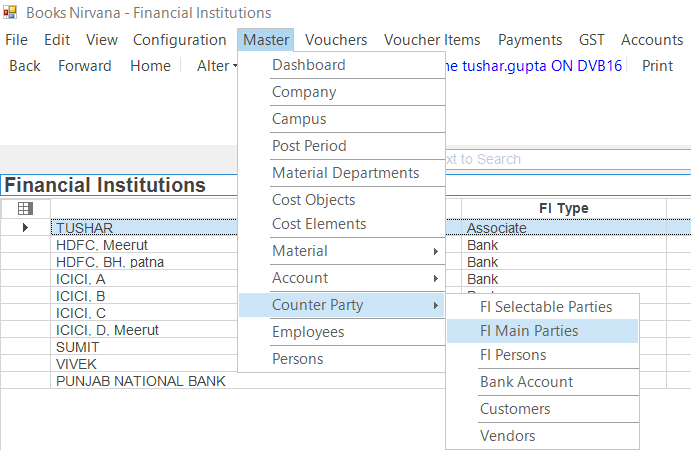 Books Nirvana - Financial Institutions
File Edit View Configuration Master Vouchers Voucher Items Payments GST Accounts
Back Forward Home Alter tushar.gupta ON DVB16 Print
Dashboard
Company
Campus
Post Period
to Search
Material Departments
Financial Institutions
Cost Objects
FI Type
Cost Elements
TUSHAR Associate
HDFC, Meerut Bank
Material
HDFC, BH, patna Bank
ICICI, A Bank
Account
ICICI, B
ICICI, C
Counter Party
FI Selectable Parties
ICICI, D, Meerut
Employees
FI Main Parties
SUMIT
VIVEK
Persons
FI Persons
PUNJAB NATIONAL BANK
Bank Account
Customers
Vendors